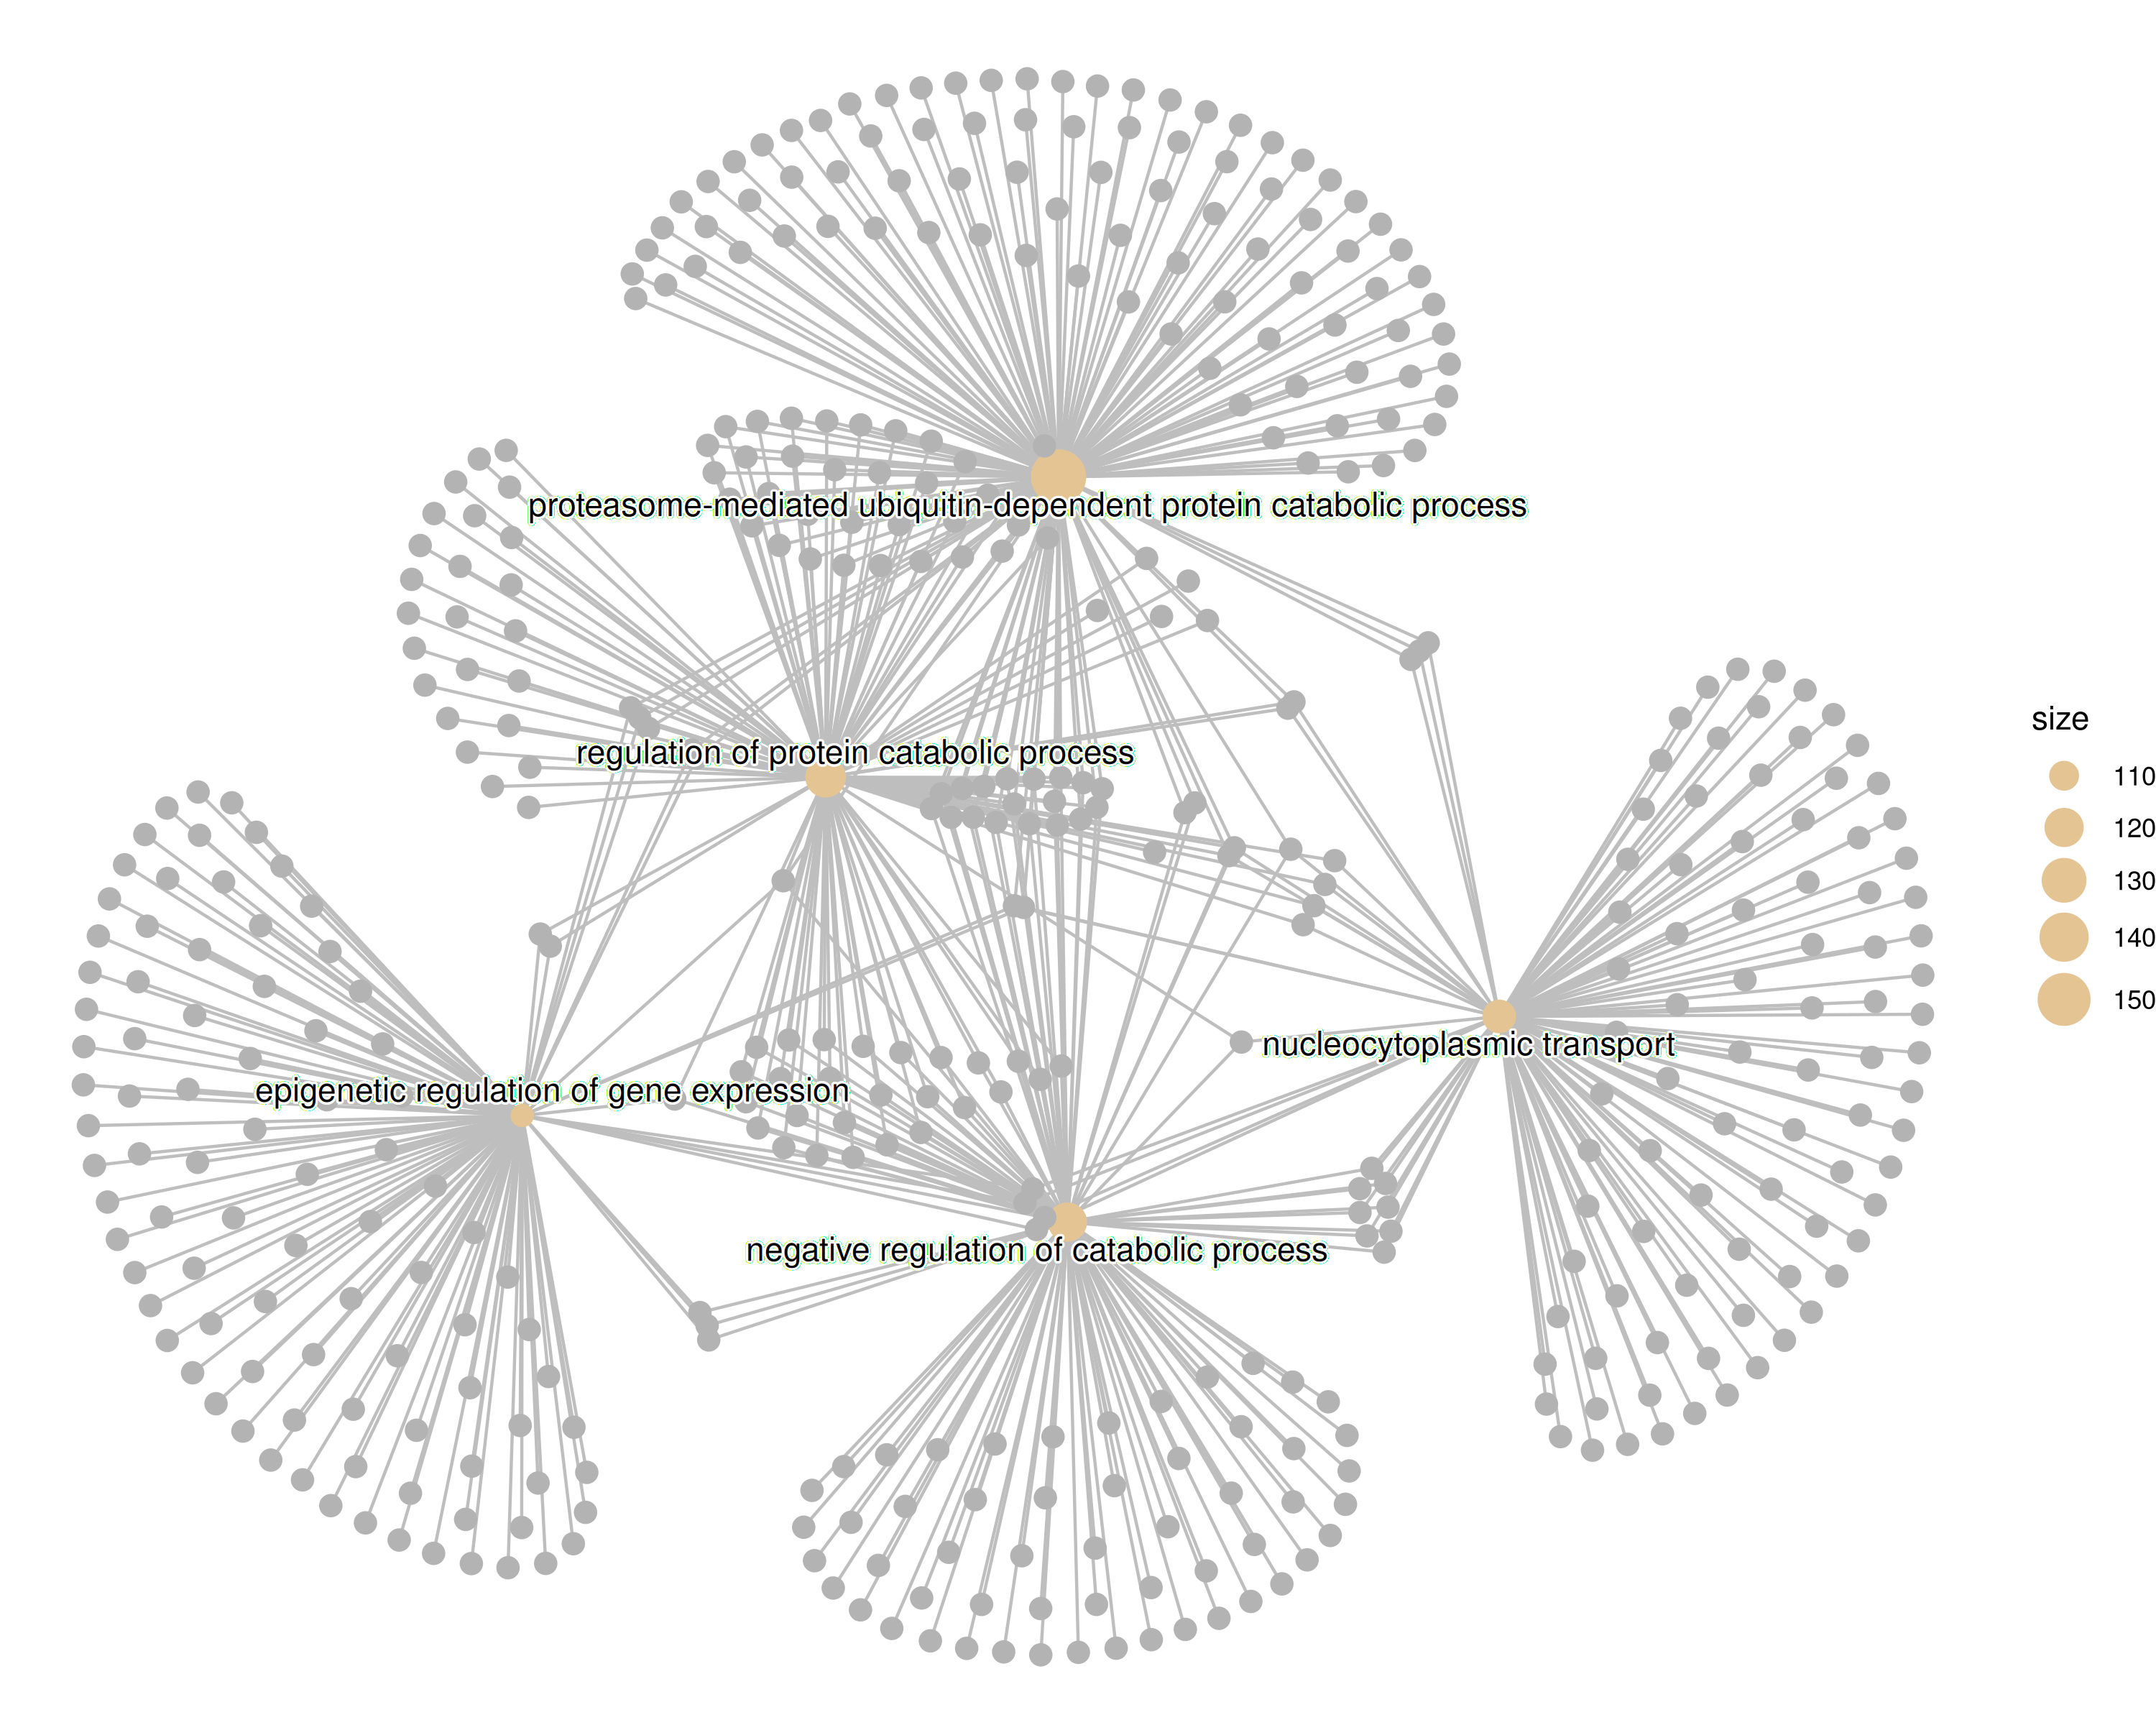 proteasome-mediated ubiquitin-dependent protein catabolic process
regulation of protein catabolic process
nucleocytoplasmic transport
epigenetic regulation of gene expression
negative regulation of catabolic process
size
110
120
130
140
150